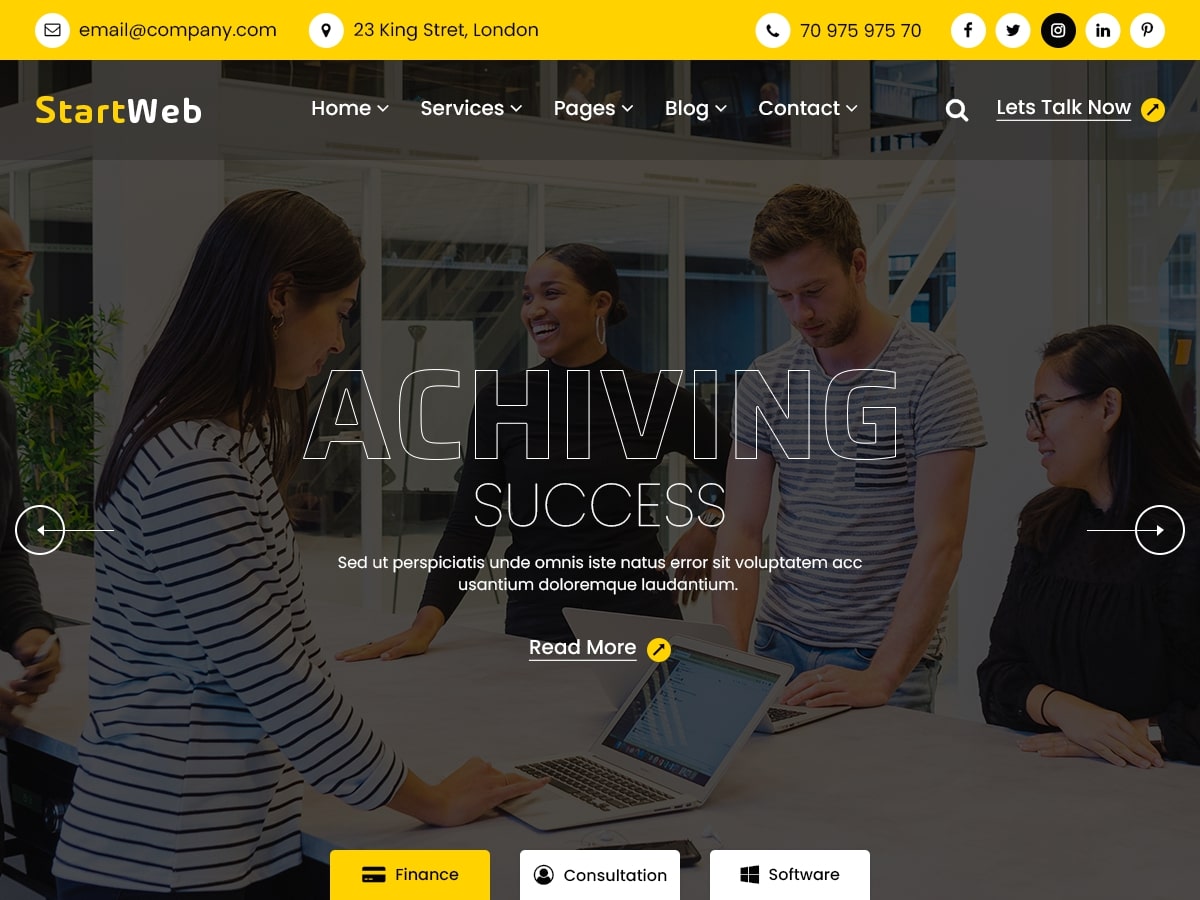 email@company.com
23 King Stret, London
70 975 975 70
StartWeb
Home
Services
Pages
Blog
Contact
Lets Talk Now
ACHIVING
SUCCESS
Sed ut perspiciatis unde omnis iste natus error sit voluptatem acc
usantium doloremque laudantium.
Read More
Finance
Consultation
Software